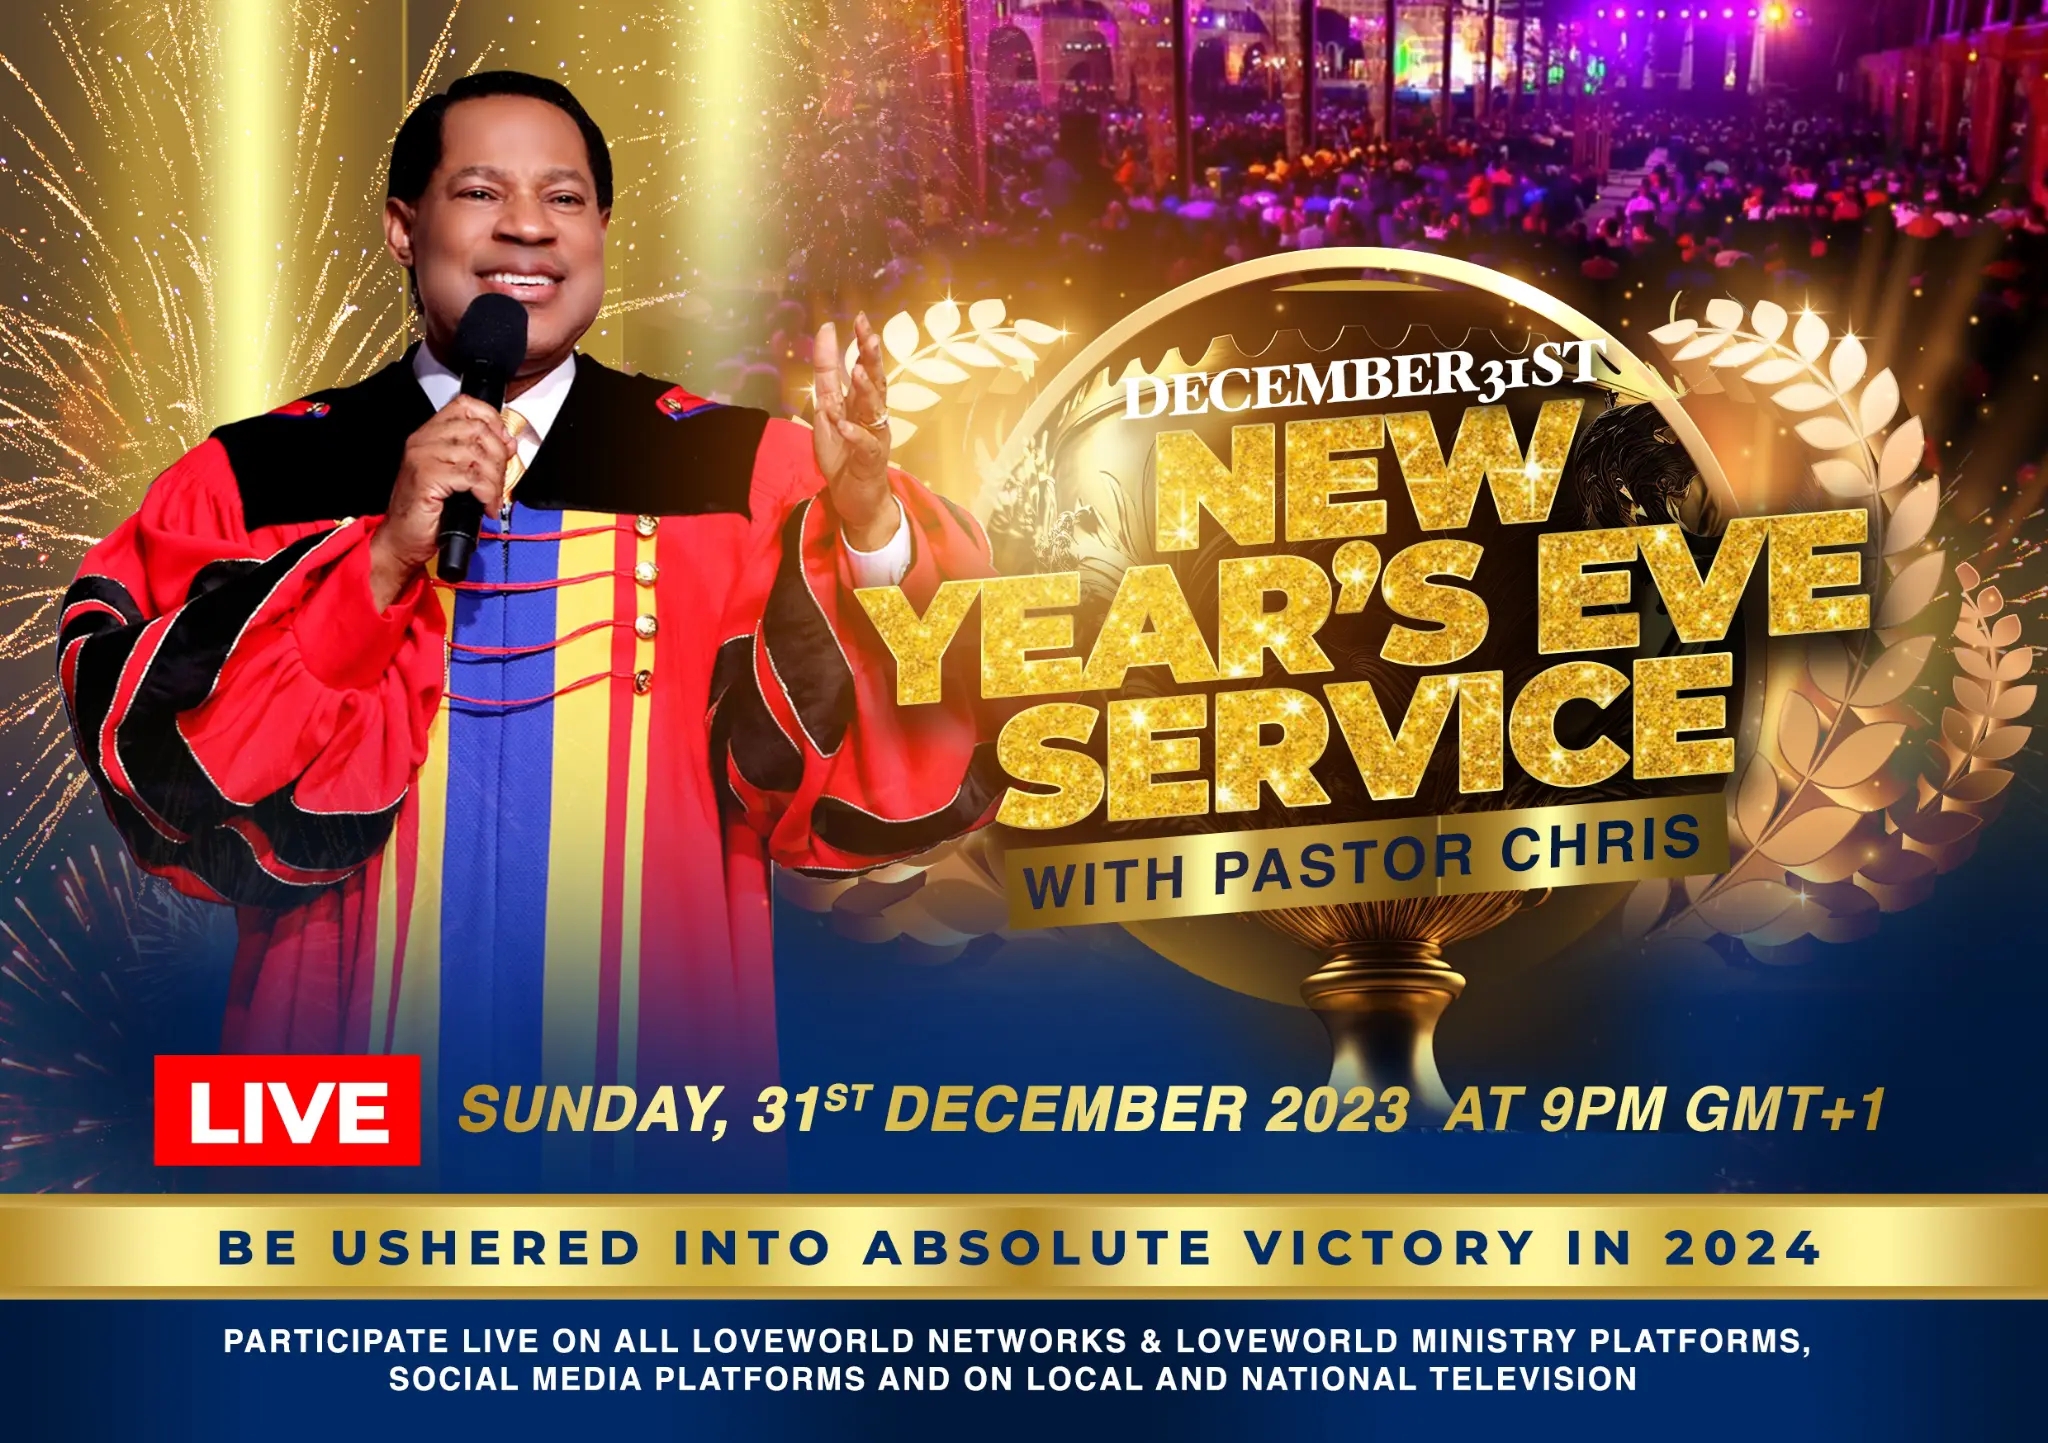 DECEMBER 31ST
NEW
YEAR'S EVE
SERVICE
WITH PASTOR CHRIS
LIVE
SUNDAY, 31ST DECEMBER 2023 AT 9PM GMT+1
BE USHERED INTO ABSOLUTE VICTORY IN 2024
PARTICIPATE LIVE ON ALL LOVEWORLD NETWORKS & LOVEWORLD MINISTRY PLATFORMS,
SOCIAL MEDIA PLATFORMS AND ON LOCAL AND NATIONAL TELEVISION